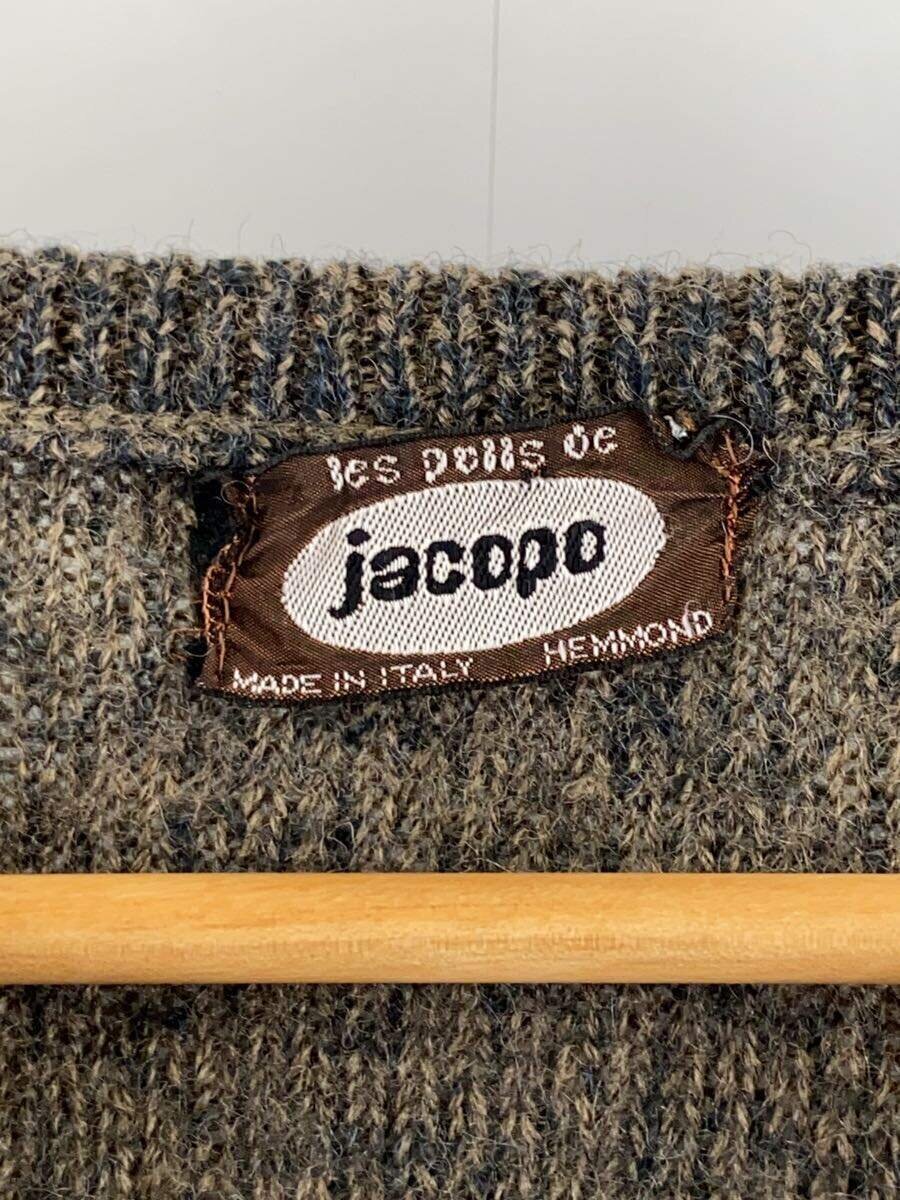 les pulls de
jacopo
MADE IN ITALY HEMMOND